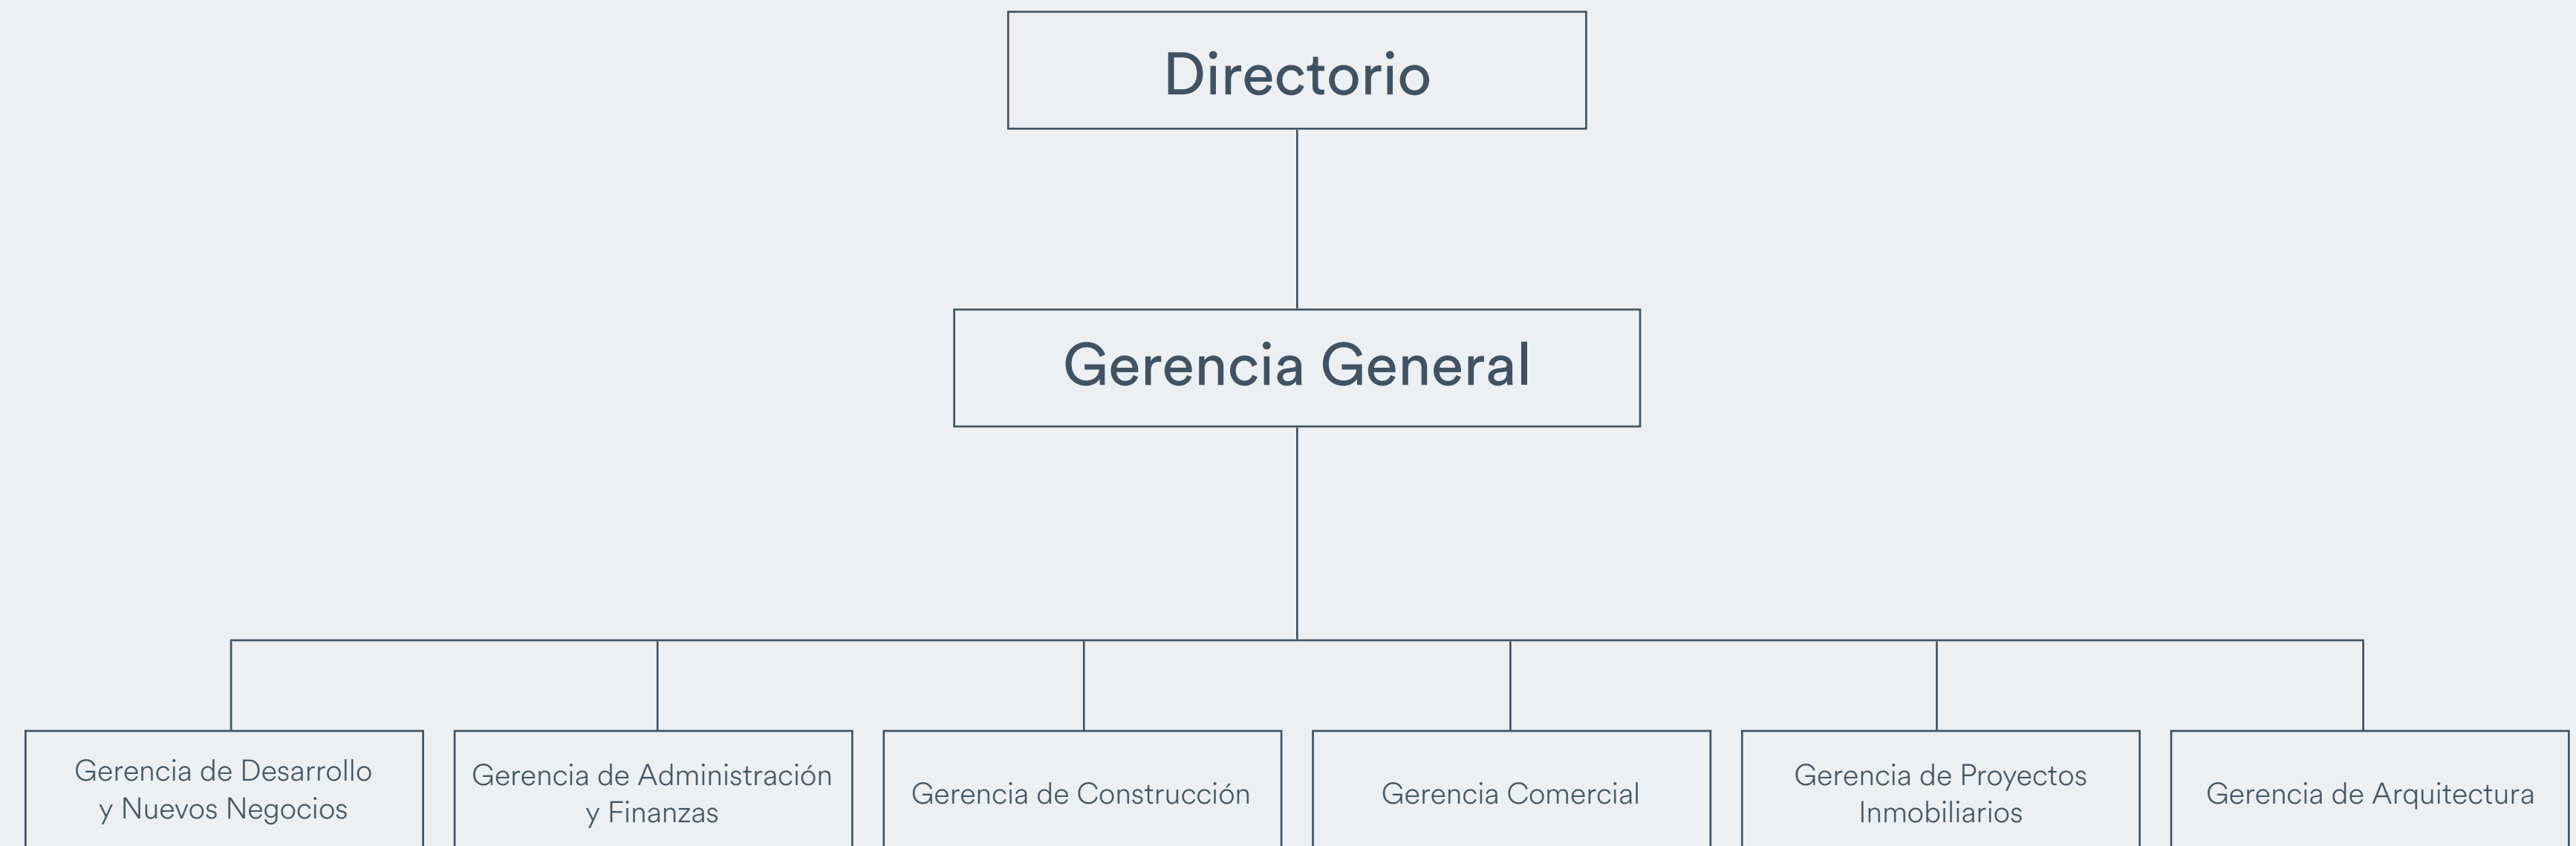 Directorio
Gerencia General
Gerencia de Desarrollo
y Nuevos Negocios
Gerencia de Administración
y Finanzas
Gerencia de Construcción
Gerencia Comercial
Gerencia de Proyectos
Inmobiliarios
Gerencia de Arquitectura